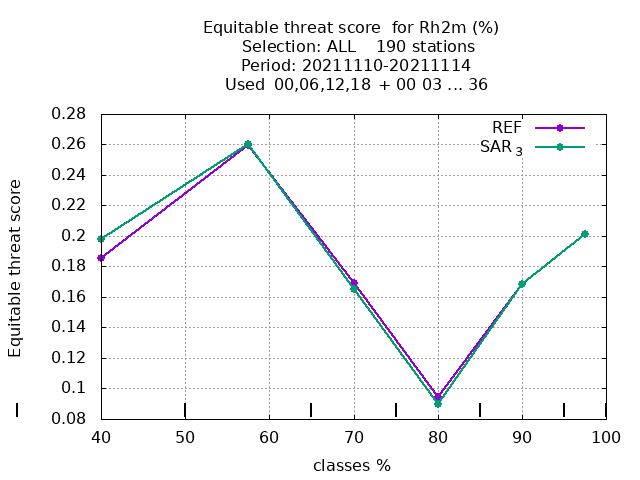 Equitable threat score  for Rh2m (%)
Selection: ALL    190 stations
Period: 20211110-20211114
Used  00,06,12,18  + 00 03 ... 36
0.28
0.26
0.24
0.22
0.2
0.18
0.16
0.14
0.12
0.1
0.08
Equitable threat score
REF
SAR 3
40
50
60
70
80
90
100
classes %